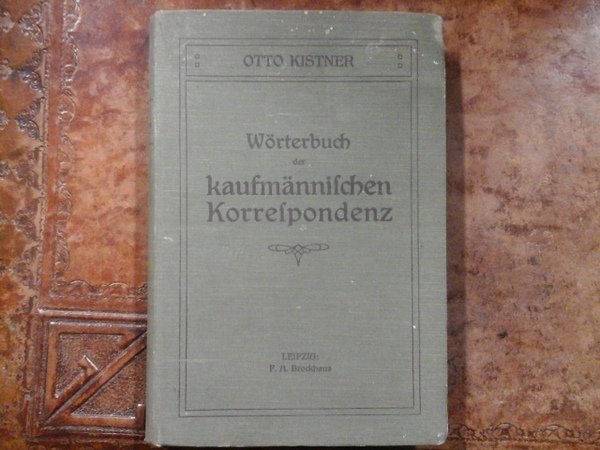 OTTO KISTNER
Wörterbuch
der
kaufmänniſchen
Korreſpondenz
LEIPZIG:
F. A. Brockhaus